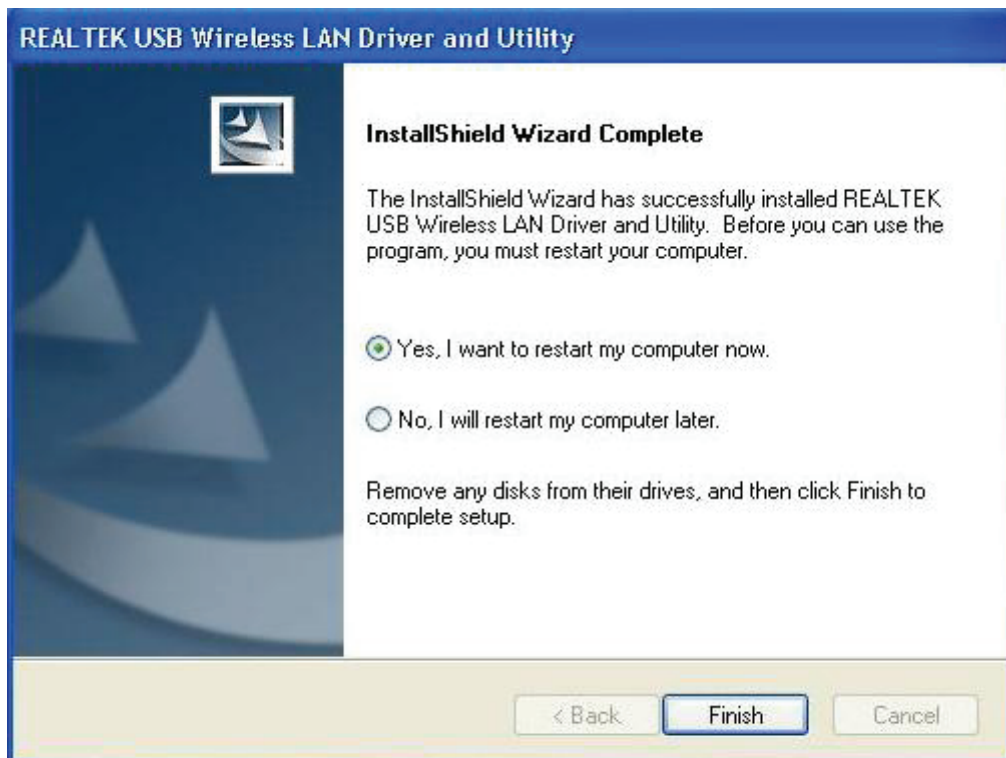 REALTEK USB Wireless LAN Driver and Utility
InstallShield Wizard Complete
The InstallShield Wizard has successfully installed REALTEK
USB Wireless LAN Driver and Utility.  Before you can use the
program, you must restart your computer.
Yes, I want to restart my computer now.
No, I will restart my computer later.
Remove any disks from their drives, and then click Finish to
complete setup.
< Back
Finish
Cancel